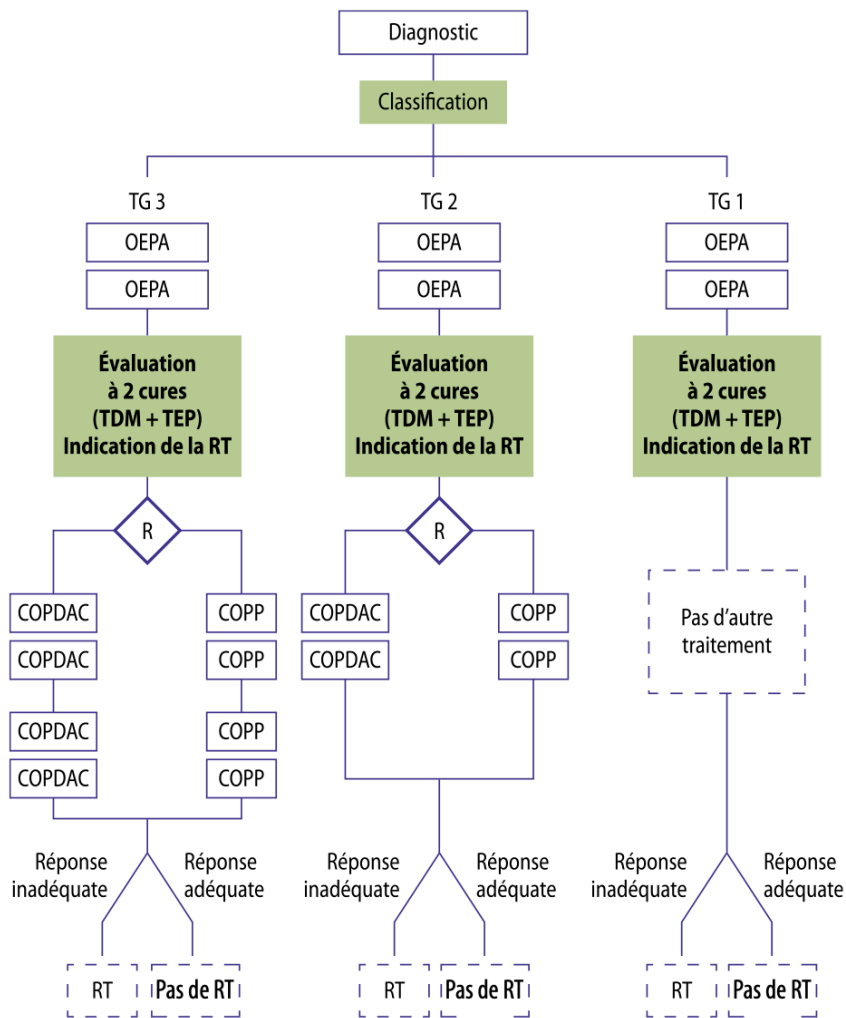 Diagnostic
Classification
TG 3
OEPA
OEPA
Évaluation
à 2 cures
(TDM + TEP)
Indication de la RT
R
COPDAC
COPDAC
COPDAC
COPDAC
COPP
COPP
COPP
COPP
Réponse
inadéquate
Réponse
adéquate
RT
Pas de RT
TG 2
OEPA
OEPA
Évaluation
à 2 cures
(TDM + TEP)
Indication de la RT
R
COPDAC
COPDAC
COPP
COPP
Réponse
inadéquate
Réponse
adéquate
RT
Pas de RT
TG 1
OEPA
OEPA
Évaluation
à 2 cures
(TDM + TEP)
Indication de la RT
Pas d'autre
traitement
Réponse
inadéquate
Réponse
adéquate
RT
Pas de RT